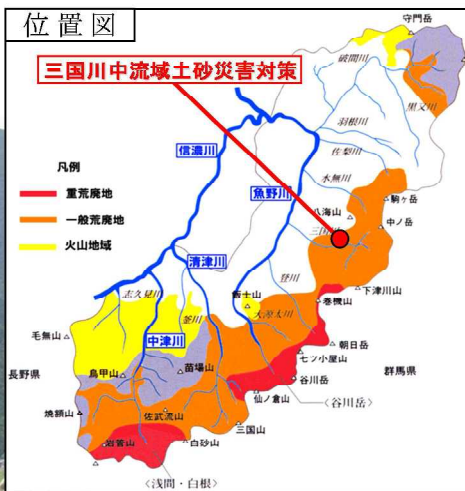 位置図
守門岳
三国川中流域土砂災害対策
破間川
黒又川
羽根川
信濃川
佐梨川
凡例
魚野川
水無川
重荒廃地
駒ヶ岳
八海山
一般荒廃地
中ノ岳
三国川
火山地域
清津川
登川
下津川山
志久見川
飯士山
巻機山
釜川
大源太川
毛無山
中津川
朝日岳
七ツ小屋山
長野県
鳥甲山
苗場山
群馬県
谷川岳
焼額山
仙ノ倉山
佐武流山
〈谷川岳〉
三国山
岩菅山
白砂山
〈浅間・白根〉